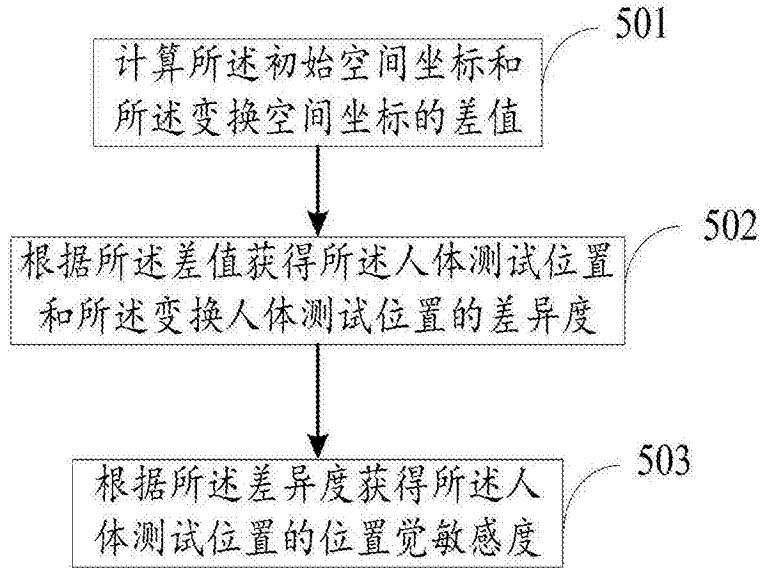 501
计算所述初始空间坐标和
所述变换空间坐标的差值
502
根据所述差值获得所述人体测试位置
和所述变换人体测试位置的差异度
503
根据所述差异度获得所述人
体测试位置的位置觉敏感度